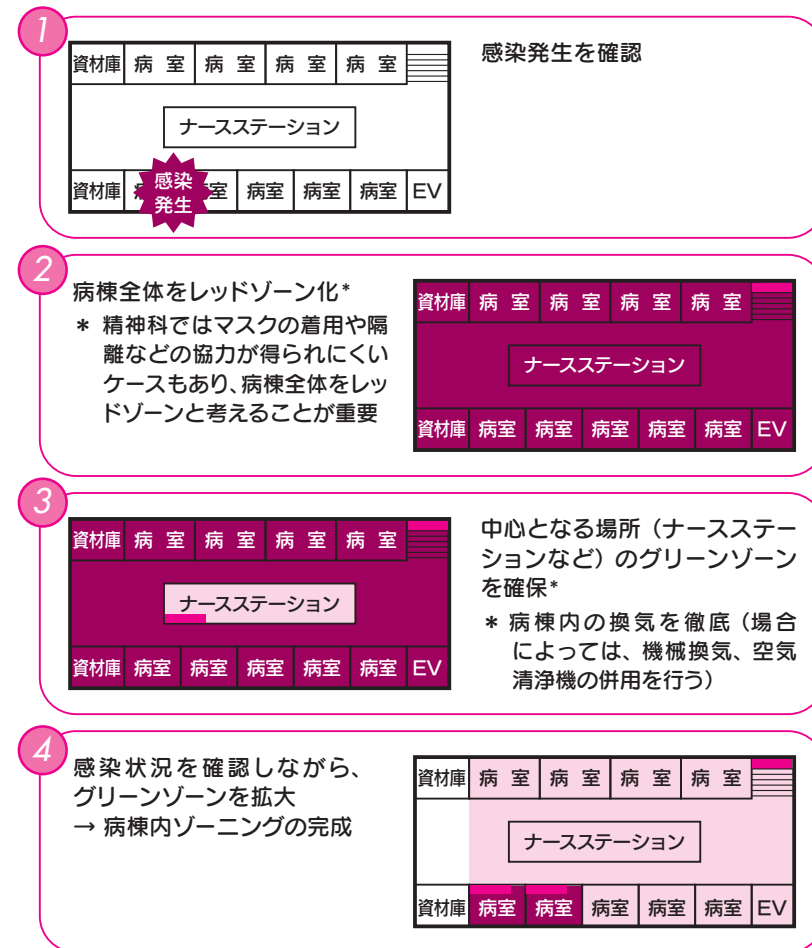 1
感染発生を確認
資材庫 病 室 病 室 病 室 病 室
ナースステーション
感染
発生
資材庫 室 病室 病室 病室 EV
2
病棟全体をレッドゾーン化*
* 精神科ではマスクの着用や隔
離などの協力が得られにくい
ケースもあり、病棟全体をレッ
ドゾーンと考えることが重要
資材庫 病 室 病 室 病 室 病 室
ナースステーション
資材庫 病室 病室 病室 病室 病室 EV
3
資材庫 病 室 病 室 病 室 病 室
ナースステーション
資材庫 病室 病室 病室 病室 病室 EV
中心となる場所（ナースステー
ションなど）のグリーンゾーン
を確保*
* 病棟内の換気を徹底（場合
によっては、機械換気、空気
清浄機の併用を行う）
4
感染状況を確認しながら、
グリーンゾーンを拡大
→ 病棟内ゾーニングの完成
資材庫 病 室 病 室 病 室 病 室
ナースステーション
資材庫 病室 病室 病室 病室 病室 EV